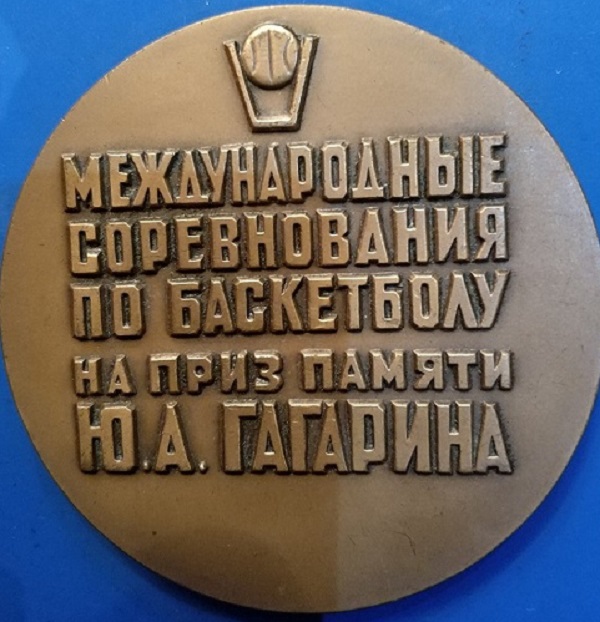 МЕЖДУНАРОДНЫЕ
СОРЕВНОВАНИЯ
ПО БАСКЕТБОЛУ
НА ПРИЗ ПАМЯТИ
Ю.А. ГАГАРИНА